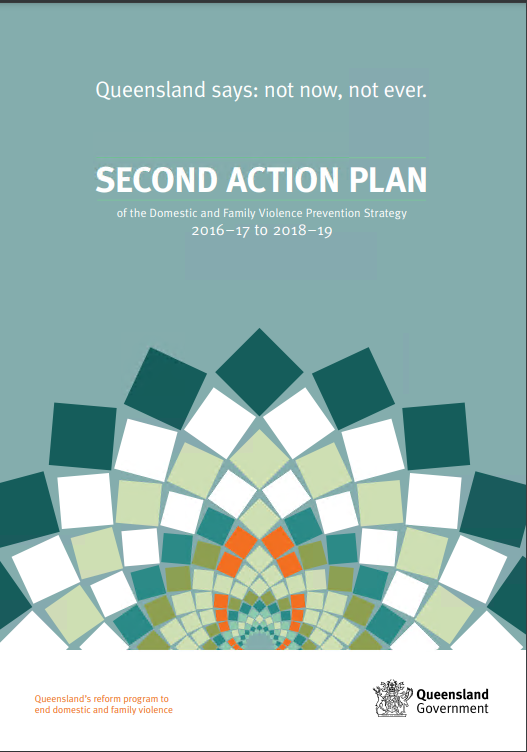 Queensland says: not now, not ever.
SECOND ACTION PLAN
of the Domestic and Family Violence Prevention Strategy
2016–17 to 2018–19
Queensland's reform program to
end domestic and family violence
Queensland
Government